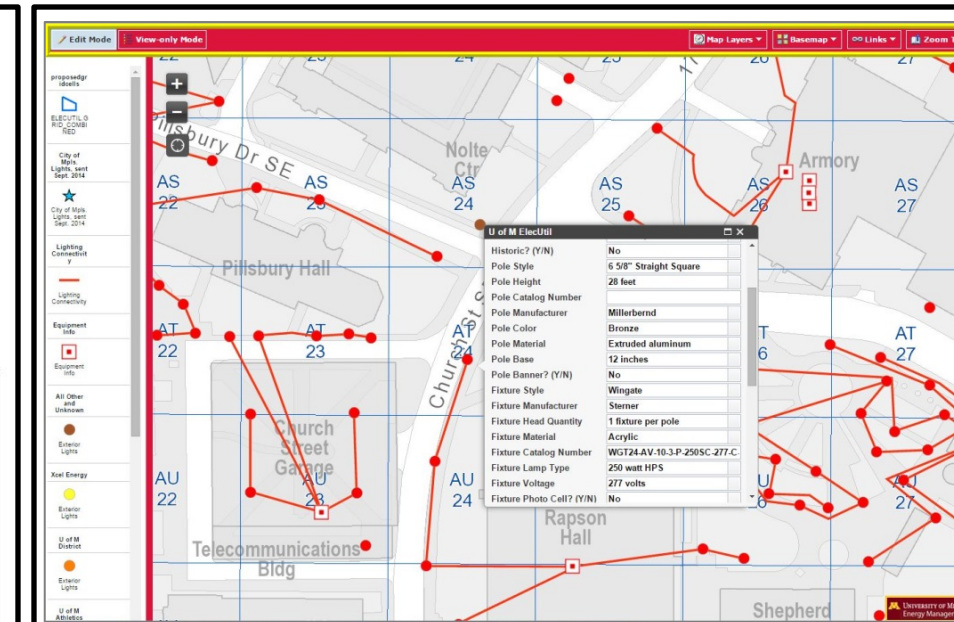 Edit Mode
View-only Mode
Map Layers
Basemap
Links
Zoom T
proposedgr
idcells
ELECUTIL_G
RID_COMBI
NED
City of
Mpls.
Lights, sent
Sept. 2014
City of Mpls.
Lights, sent
Sept. 2014
Lighting
Connectivit
y
Lighting
Connectivity
Equipment
Info
Equipment
Info
All Other
and
Unknown
Exterior
Lights
Xcel Energy
Exterior
Lights
U of M
District
Exterior
Lights
U of M
Athletics
Pillsbury Dr SE
Nolte
Ctr
Armory
AS
22
AS
23
AS
24
AS
25
AS
26
AS
27
Pillsbury Hall
Church St S
AT
22
AT
23
AT
24
AT
27
Church
Street
Garage
AU
22
AU
23
AU
24
AU
27
Telecommunications
Bldg
Rapson
Hall
Shepherd
U of M ElecUtil
Historic? (Y/N) No
Pole Style 6 5/8" Straight Square
Pole Height 28 feet
Pole Catalog Number
Pole Manufacturer Millerbernd
Pole Color Bronze
Pole Material Extruded aluminum
Pole Base 12 inches
Pole Banner? (Y/N) No
Fixture Style Wingate
Fixture Manufacturer Sterner
Fixture Head Quantity 1 fixture per pole
Fixture Material Acrylic
Fixture Catalog Number WGT24-AV-10-3-P-250SC-277-C-
Fixture Lamp Type 250 watt HPS
Fixture Voltage 277 volts
Fixture Photo Cell? (Y/N) No
UNIVERSITY OF MI
Energy Manager